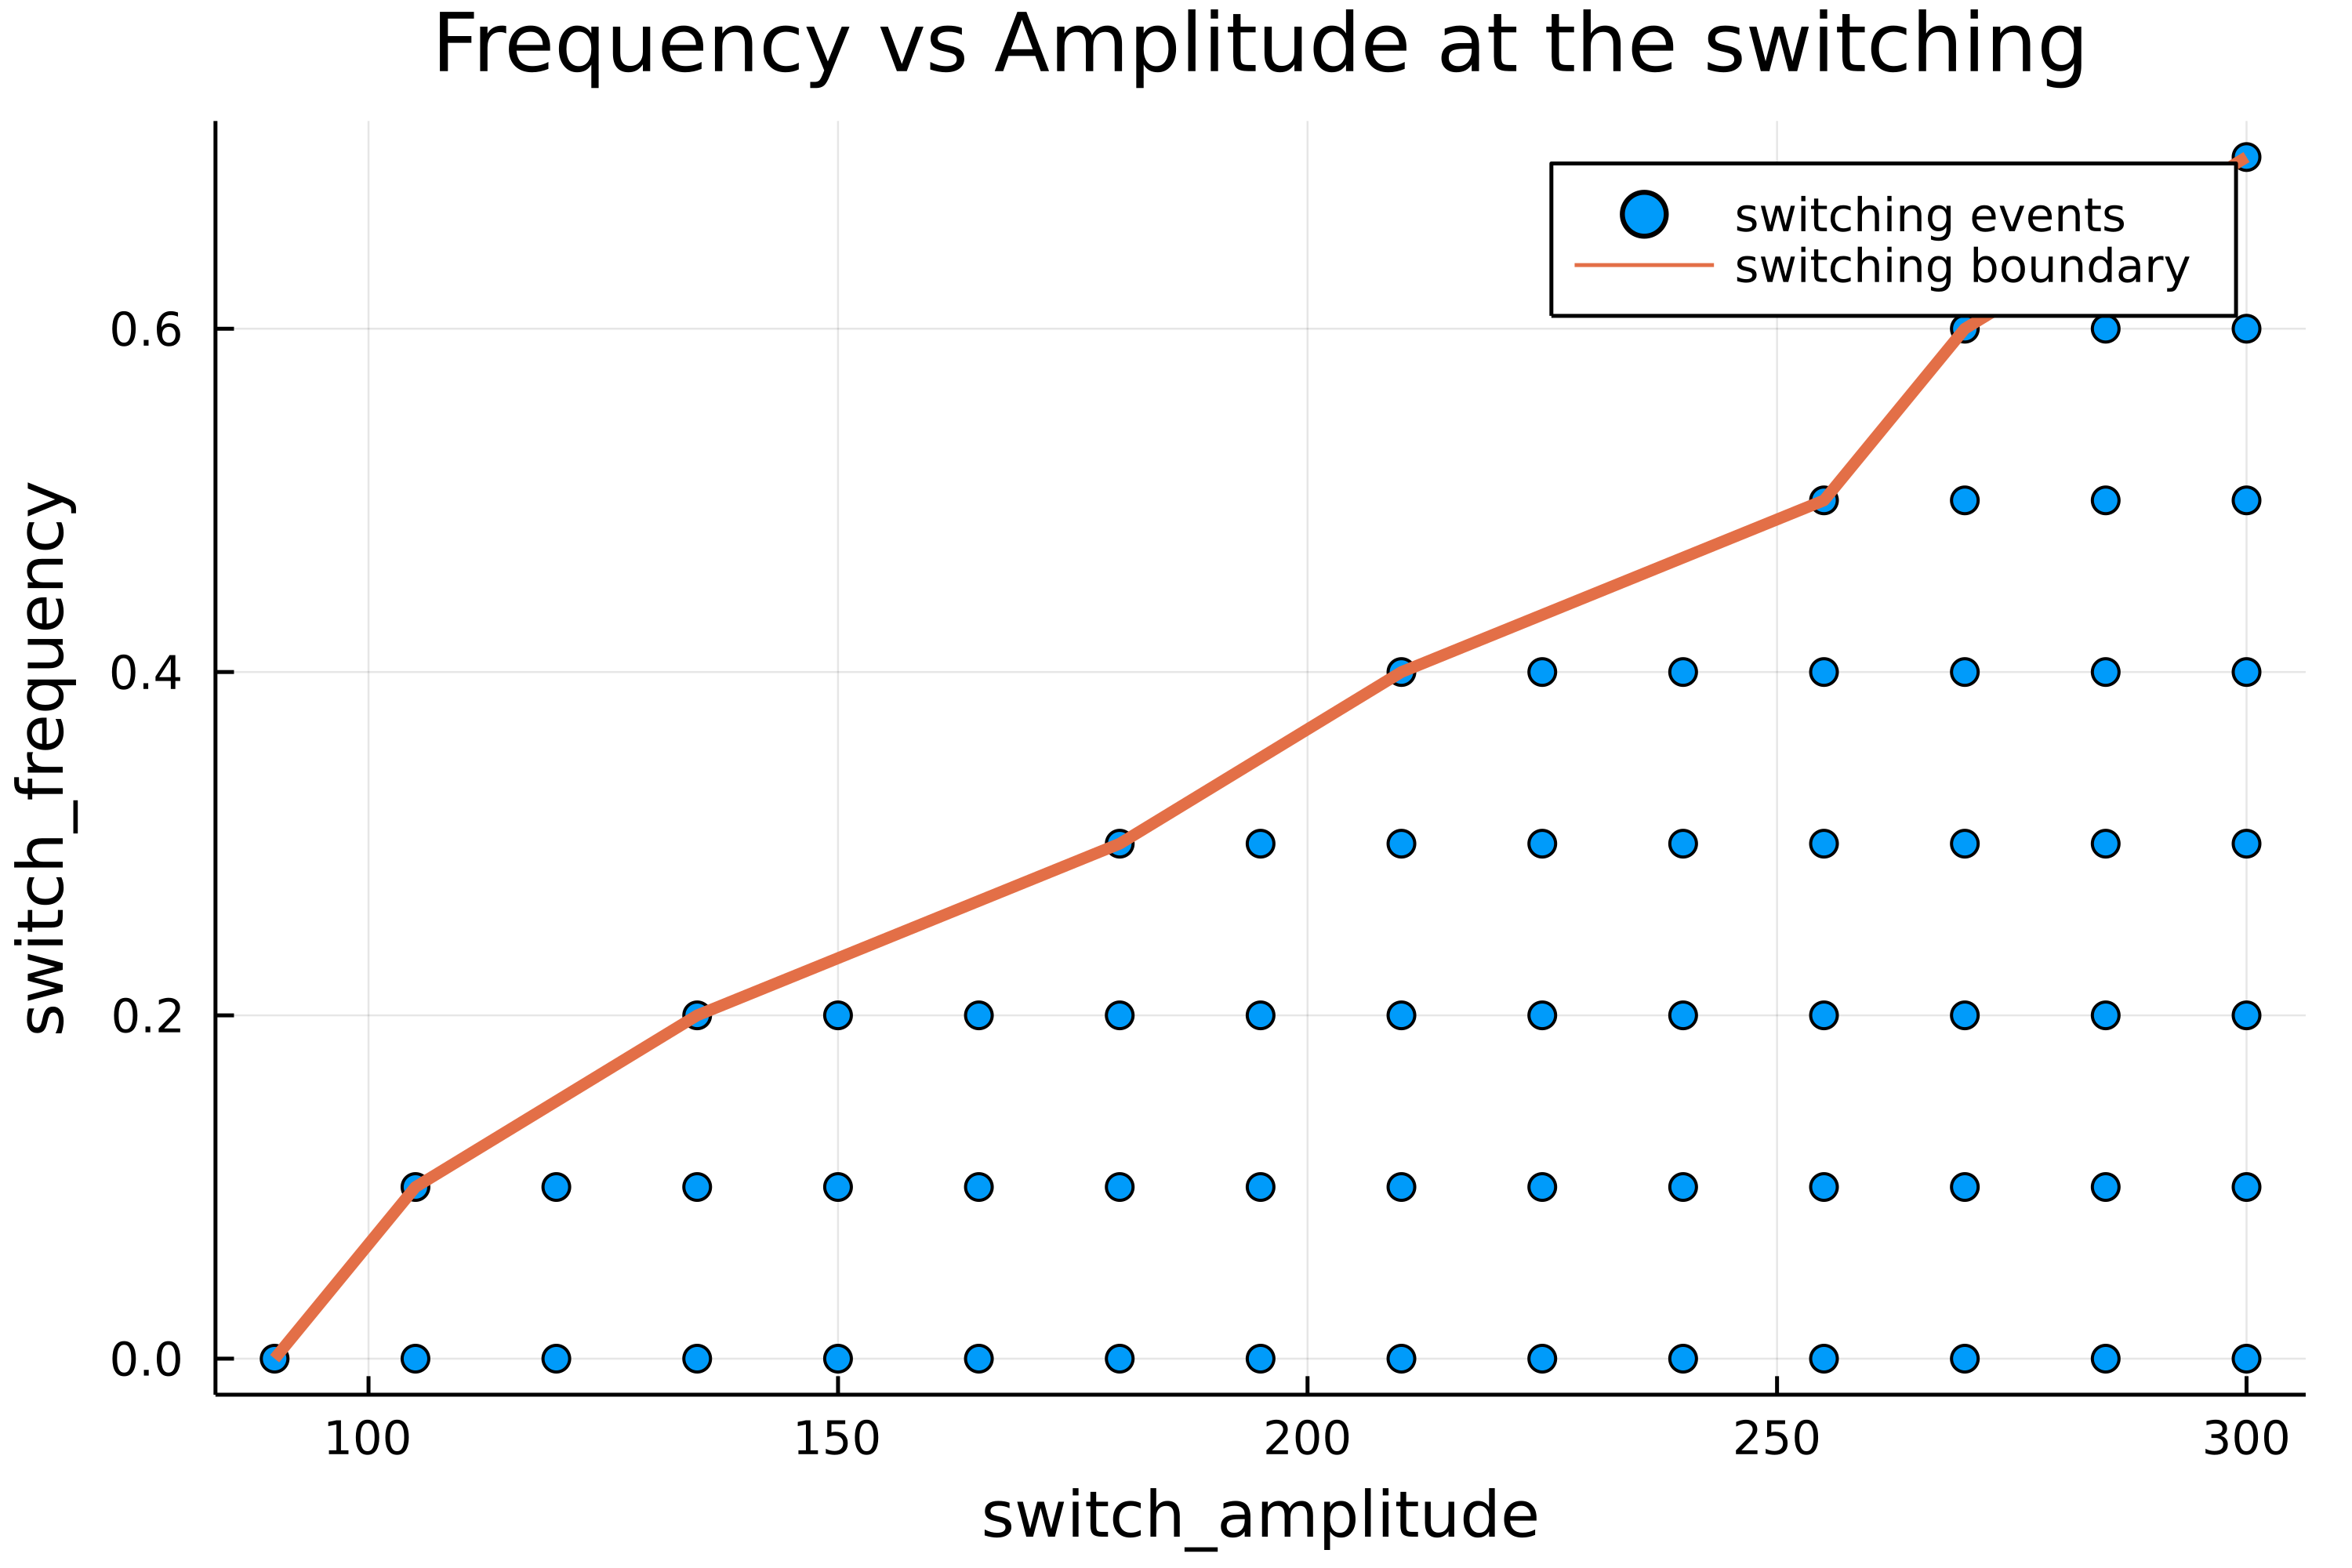 Frequency vs Amplitude at the switching
switching events
switching boundary
switch_frequency
0.6
0.4
0.2
0.0
100
150
200
250
300
switch_amplitude